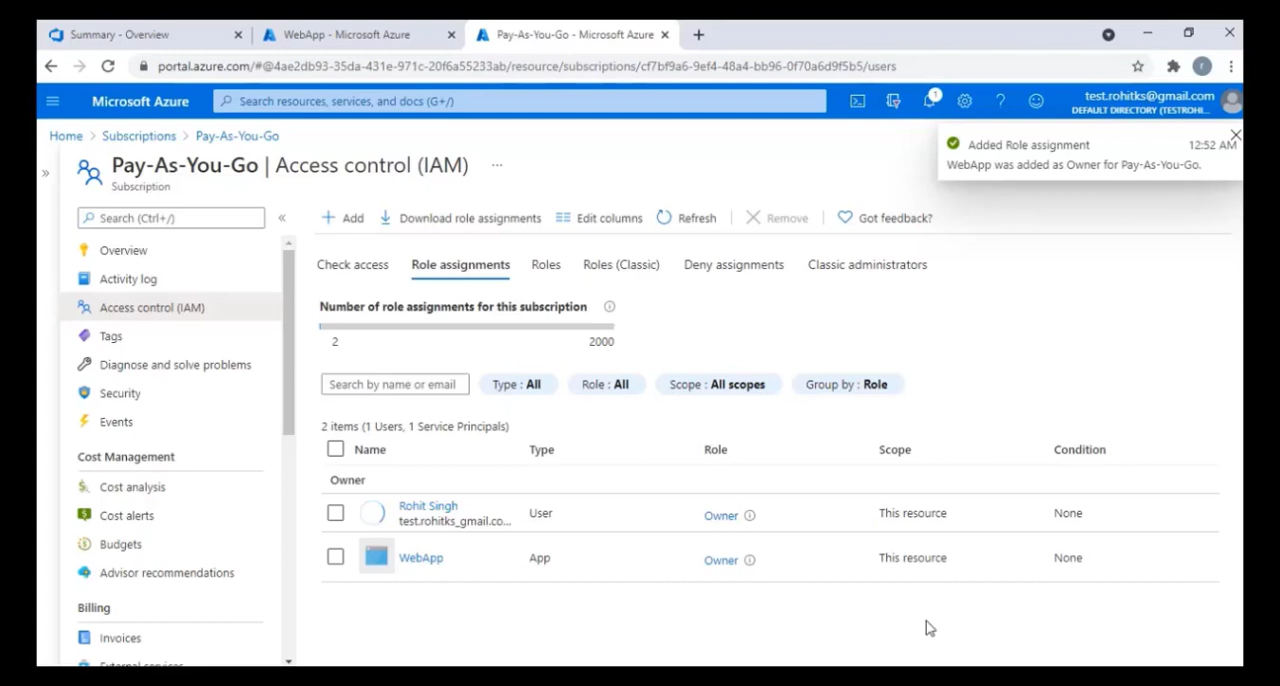 Summary - Overview
WebApp - Microsoft Azure
Pay-As-You-Go - Microsoft Azure
portal.azure.com/#@4ae2db93-35da-431e-971c-20f6a55233ab/resource/subscriptions/cf7bf9a6-9ef4-48a4-bb96-0f70a6d9f5b5/users
Microsoft Azure
Search resources, services, and docs (G+/)
1
test.rohitks@gmail.com
DEFAULT DIRECTORY (TESTROHI...
Home > Subscriptions > Pay-As-You-Go
Added Role assignment 12:52 AM
WebApp was added as Owner for Pay-As-You-Go.
Pay-As-You-Go | Access control (IAM) ...
Subscription
Search (Ctrl+/)
Overview
Activity log
Access control (IAM)
Tags
Diagnose and solve problems
Security
Events
Cost Management
Cost analysis
Cost alerts
Budgets
Advisor recommendations
Billing
Invoices
External services
Add Download role assignments Edit columns Refresh Remove Got feedback?
Check access Role assignments Roles Roles (Classic) Deny assignments Classic administrators
Number of role assignments for this subscription
2 2000
Search by name or email Type : All Role : All Scope : All scopes Group by : Role
2 items (1 Users, 1 Service Principals)
Name Type Role Scope Condition
Owner
Rohit Singh
test.rohitks_gmail.co...
User Owner This resource None
WebApp App Owner This resource None